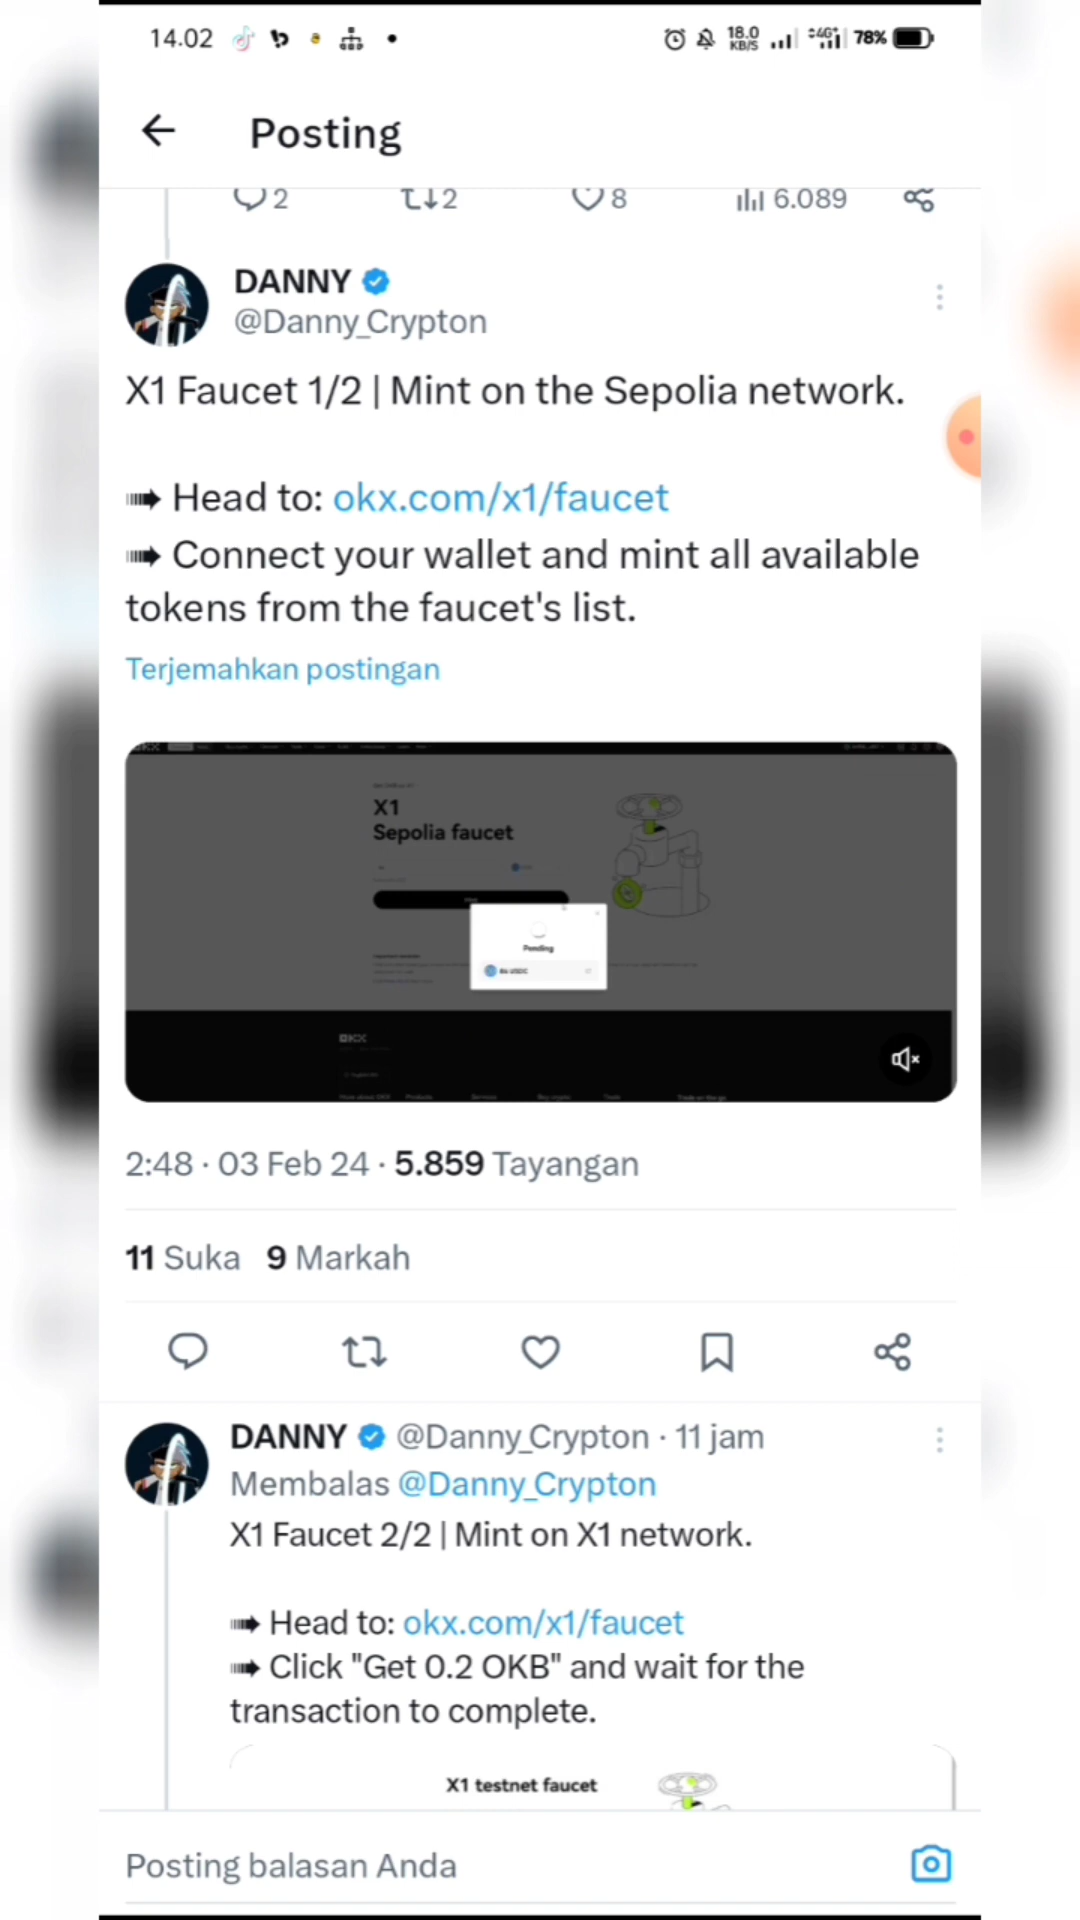 14.02 18.0 KB/S 4G+ 78%
Posting
2 2 8 6.089
DANNY
@Danny_Crypton
X1 Faucet 1/2 | Mint on the Sepolia network.
➠ Head to: okx.com/x1/faucet
➠ Connect your wallet and mint all available
tokens from the faucet's list.
Terjemahkan postingan
X1
Sepolia faucet
Pending
OKX
2:48 · 03 Feb 24 · 5.859 Tayangan
11 Suka 9 Markah
DANNY @Danny_Crypton · 11 jam
Membalas @Danny_Crypton
X1 Faucet 2/2 | Mint on X1 network.
➠ Head to: okx.com/x1/faucet
➠ Click "Get 0.2 OKB" and wait for the
transaction to complete.
X1 testnet faucet
Posting balasan Anda